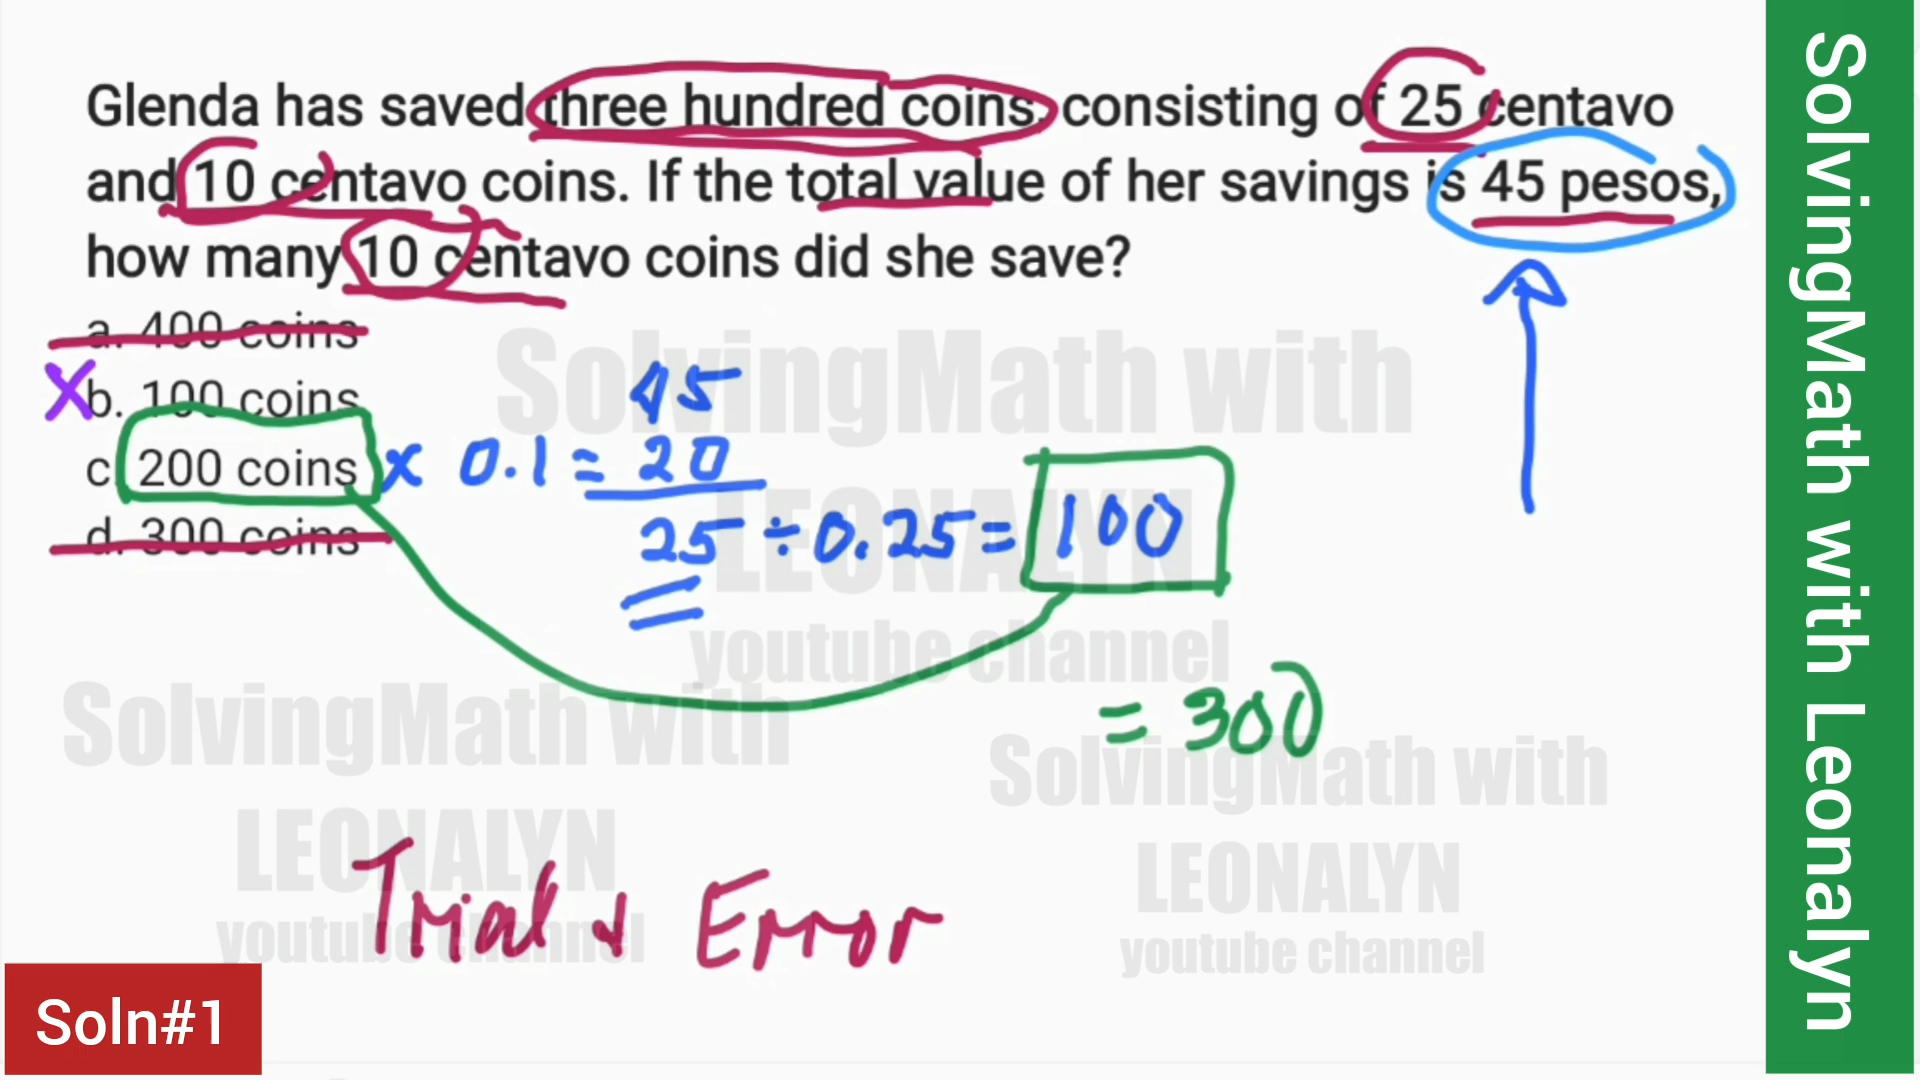 Glenda has saved three hundred coins, consisting of 25 centavo
and 10 centavo coins. If the total value of her savings is 45 pesos,
how many 10 centavo coins did she save?
a. 400 coins
X b. 100 coins
c. 200 coins x 0.1 = 20
d. 300 coins
45
25 ÷ 0.25 = 100
= 300
Trial & Error
Soln#1
SolvingMath with Leonalyn
SolvingMath with
LEONALYN
youtube channel
SolvingMath with
LEONALYN
youtube channel
SolvingMath with
LEONALYN
youtube channel